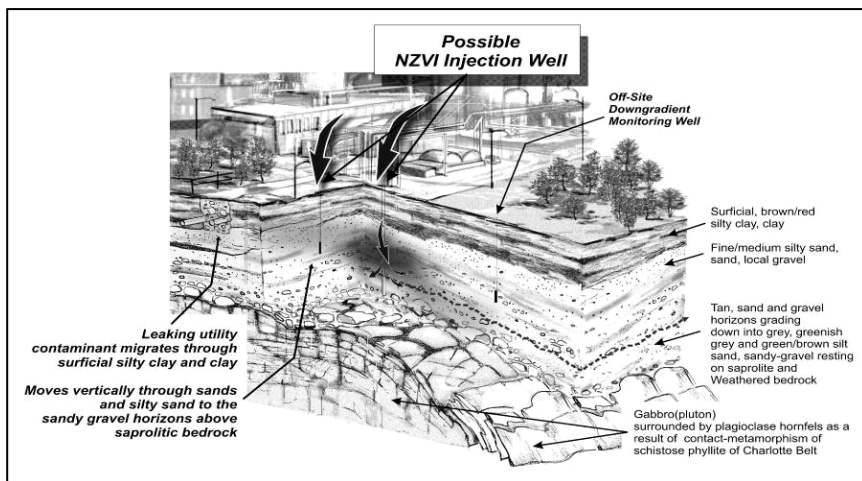 Possible
NZVI Injection Well
Off-Site
Downgradient
Monitoring Well
Surficial, brown/red
silty clay, clay
Fine/medium silty sand,
sand, local gravel
Tan, sand and gravel
horizons grading
down into grey, greenish
grey and green/brown silt
sand, sandy-gravel resting
on saprolite and
Weathered bedrock
Leaking utility
contaminant migrates through
surficial silty clay and clay
Moves vertically through sands
and silty sand to the
sandy gravel horizons above
saprolitic bedrock
Gabbro(pluton)
surrounded by plagioclase hornfels as a
result of contact-metamorphism of
schistose phyllite of Charlotte Belt